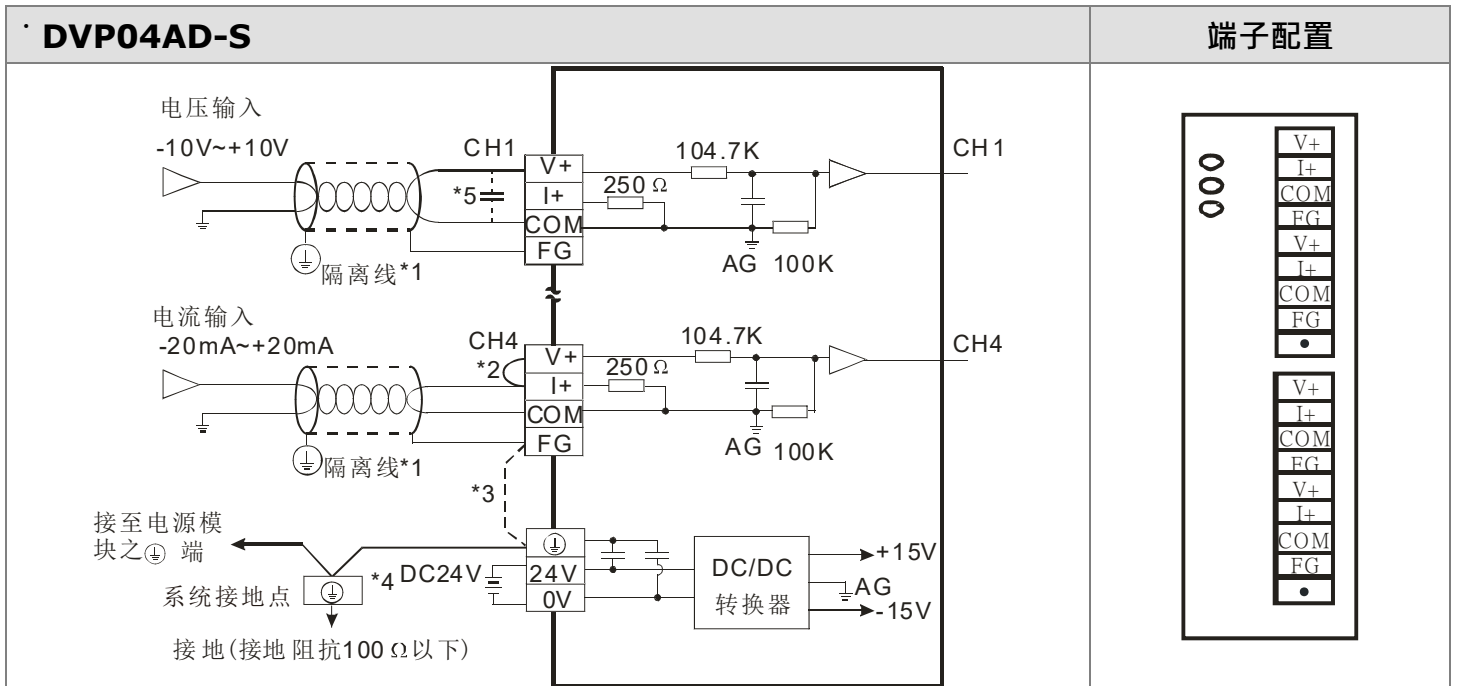 DVP04AD-S
端子配置
电压输入
-10V~+10V
CH1
V+
I+
COM
FG
*5
104.7K
250 Ω
CH1
AG 100K
隔离线*1
电流输入
-20mA~+20mA
CH4
*2
V+
I+
COM
FG
104.7K
250 Ω
CH4
AG 100K
隔离线*1
*3
接至电源模
块之⏚ 端
系统接地点
*4
DC24V
24V
0V
DC/DC
转换器
+15V
AG
-15V
接地(接地阻抗100 Ω以下)
V+
I+
COM
FG
V+
I+
COM
FG
•
V+
I+
COM
FG
V+
I+
COM
FG
•